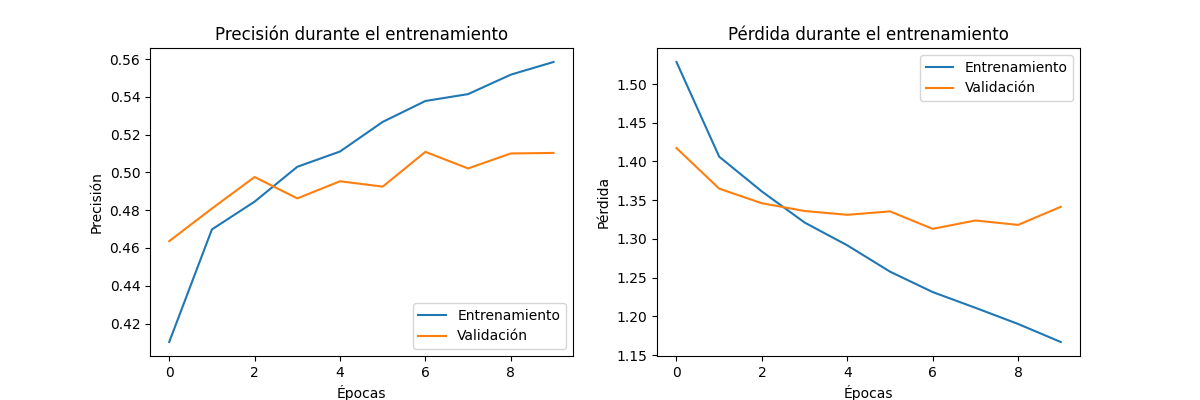 Precisión durante el entrenamiento
Precisión
0.56
0.54
0.52
0.50
0.48
0.46
0.44
0.42
0 2 4 6 8
Épocas
Entrenamiento
Validación
Pérdida durante el entrenamiento
Pérdida
1.50
1.45
1.40
1.35
1.30
1.25
1.20
1.15
0 2 4 6 8
Épocas
Entrenamiento
Validación